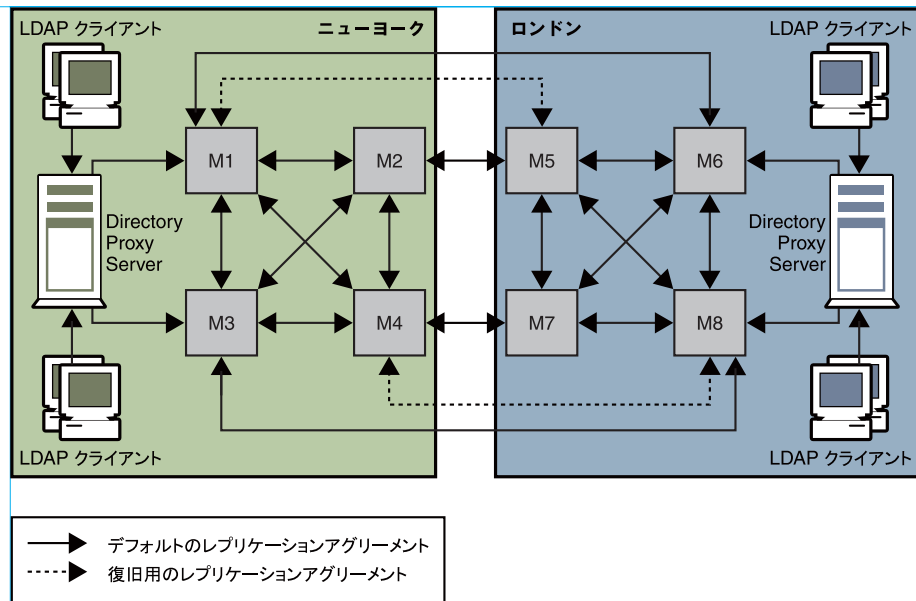 LDAP クライアント
ニューヨーク
ロンドン
LDAP クライアント
M1
M2
M5
M6
Directory
Proxy
Server
Directory
Proxy
Server
M3
M4
M7
M8
LDAP クライアント
LDAP クライアント
デフォルトのレプリケーションアグリーメント
復旧用のレプリケーションアグリーメント